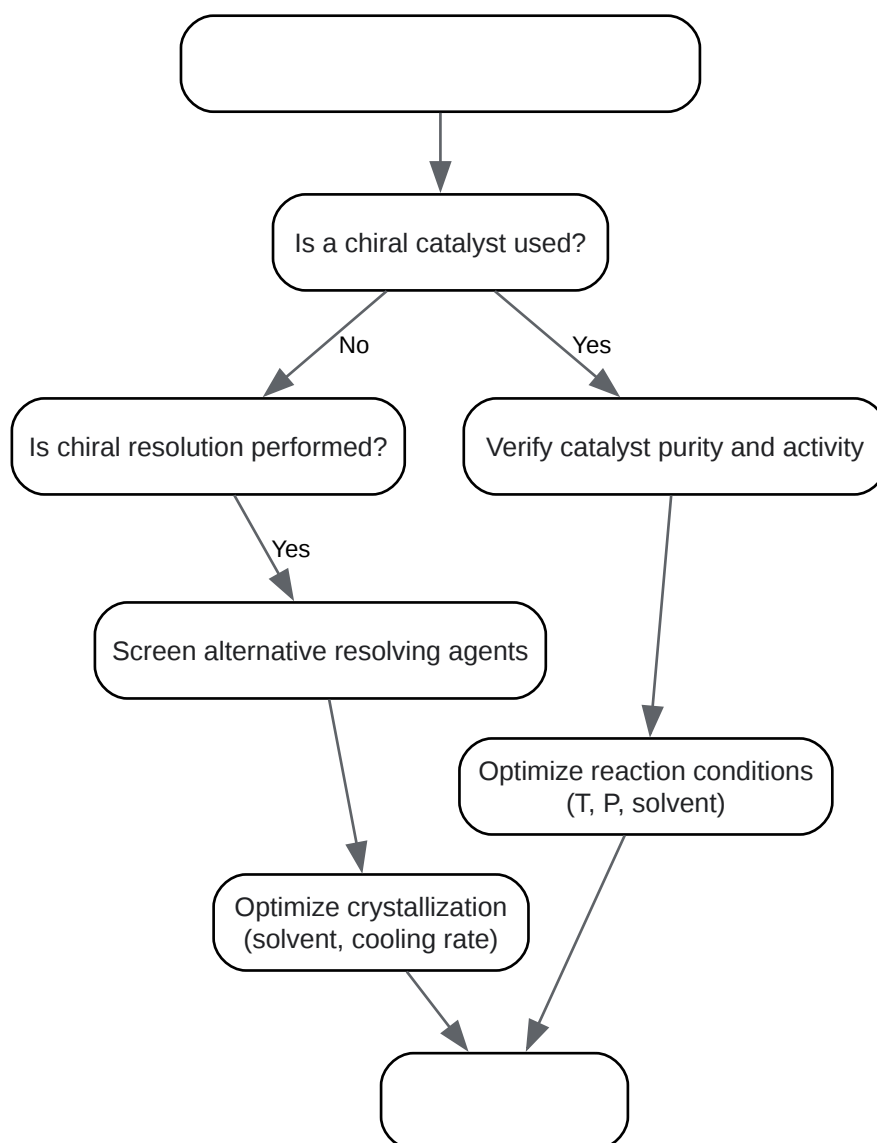 Is a chiral catalyst used?
No
Yes
Is chiral resolution performed?
Verify catalyst purity and activity
Yes
Screen alternative resolving agents
Optimize reaction conditions
(T, P, solvent)
Optimize crystallization
(solvent, cooling rate)